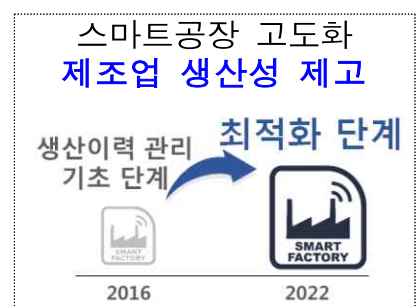 스마트공장 고도화
제조업 생산성 제고
생산이력 관리
기초 단계
최적화 단계
SMART
FACTORY
SMART
FACTORY
2016
2022